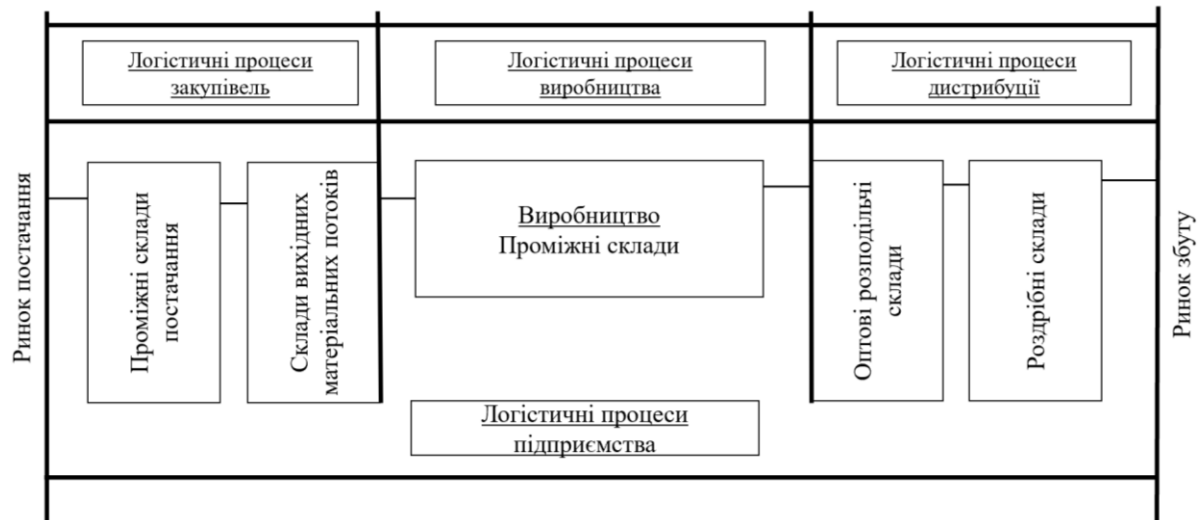 Логістичні процеси
закупівель
Логістичні процеси
виробництва
Логістичні процеси
дистрибуції
Ринок постачання
Проміжні склади
постачання
Склади вихідних
матеріальних потоків
Виробництво
Проміжні склади
Оптові розподільчі
склади
Роздрібні склади
Ринок збуту
Логістичні процеси
підприємства